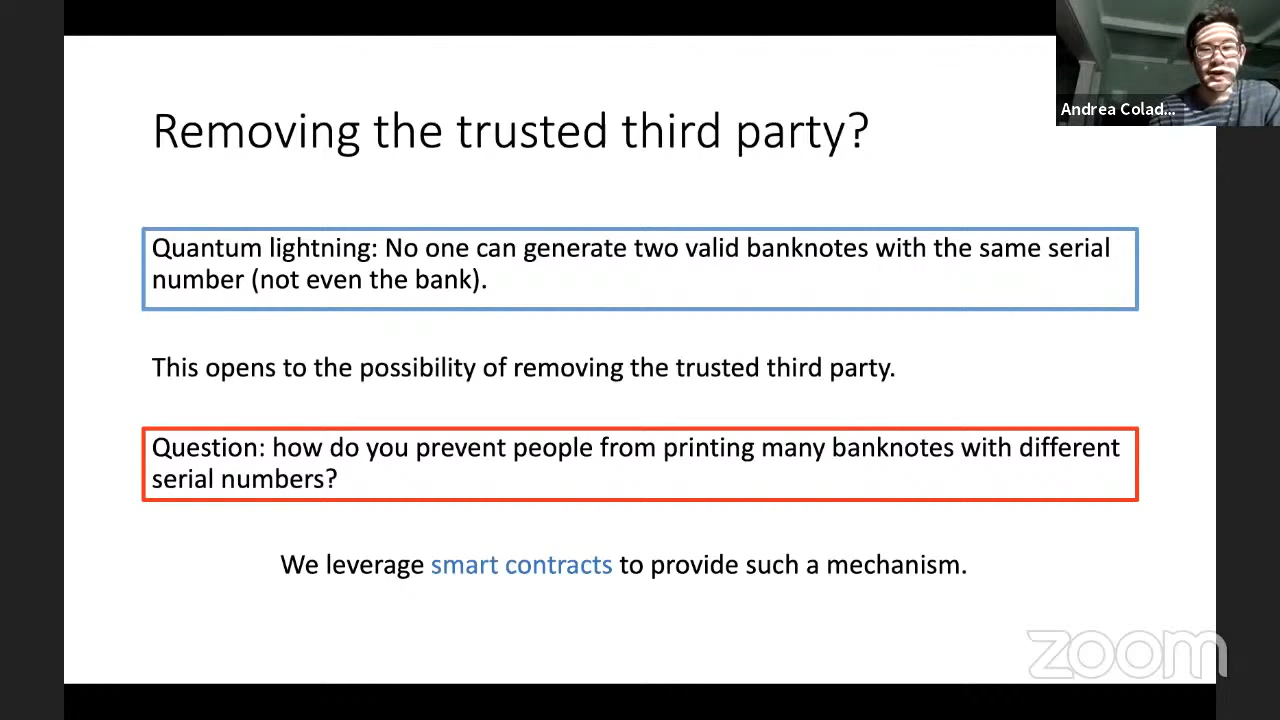 Andrea Colad...
Removing the trusted third party?
Quantum lightning: No one can generate two valid banknotes with the same serial
number (not even the bank).
This opens to the possibility of removing the trusted third party.
Question: how do you prevent people from printing many banknotes with different
serial numbers?
We leverage smart contracts to provide such a mechanism.
zoom